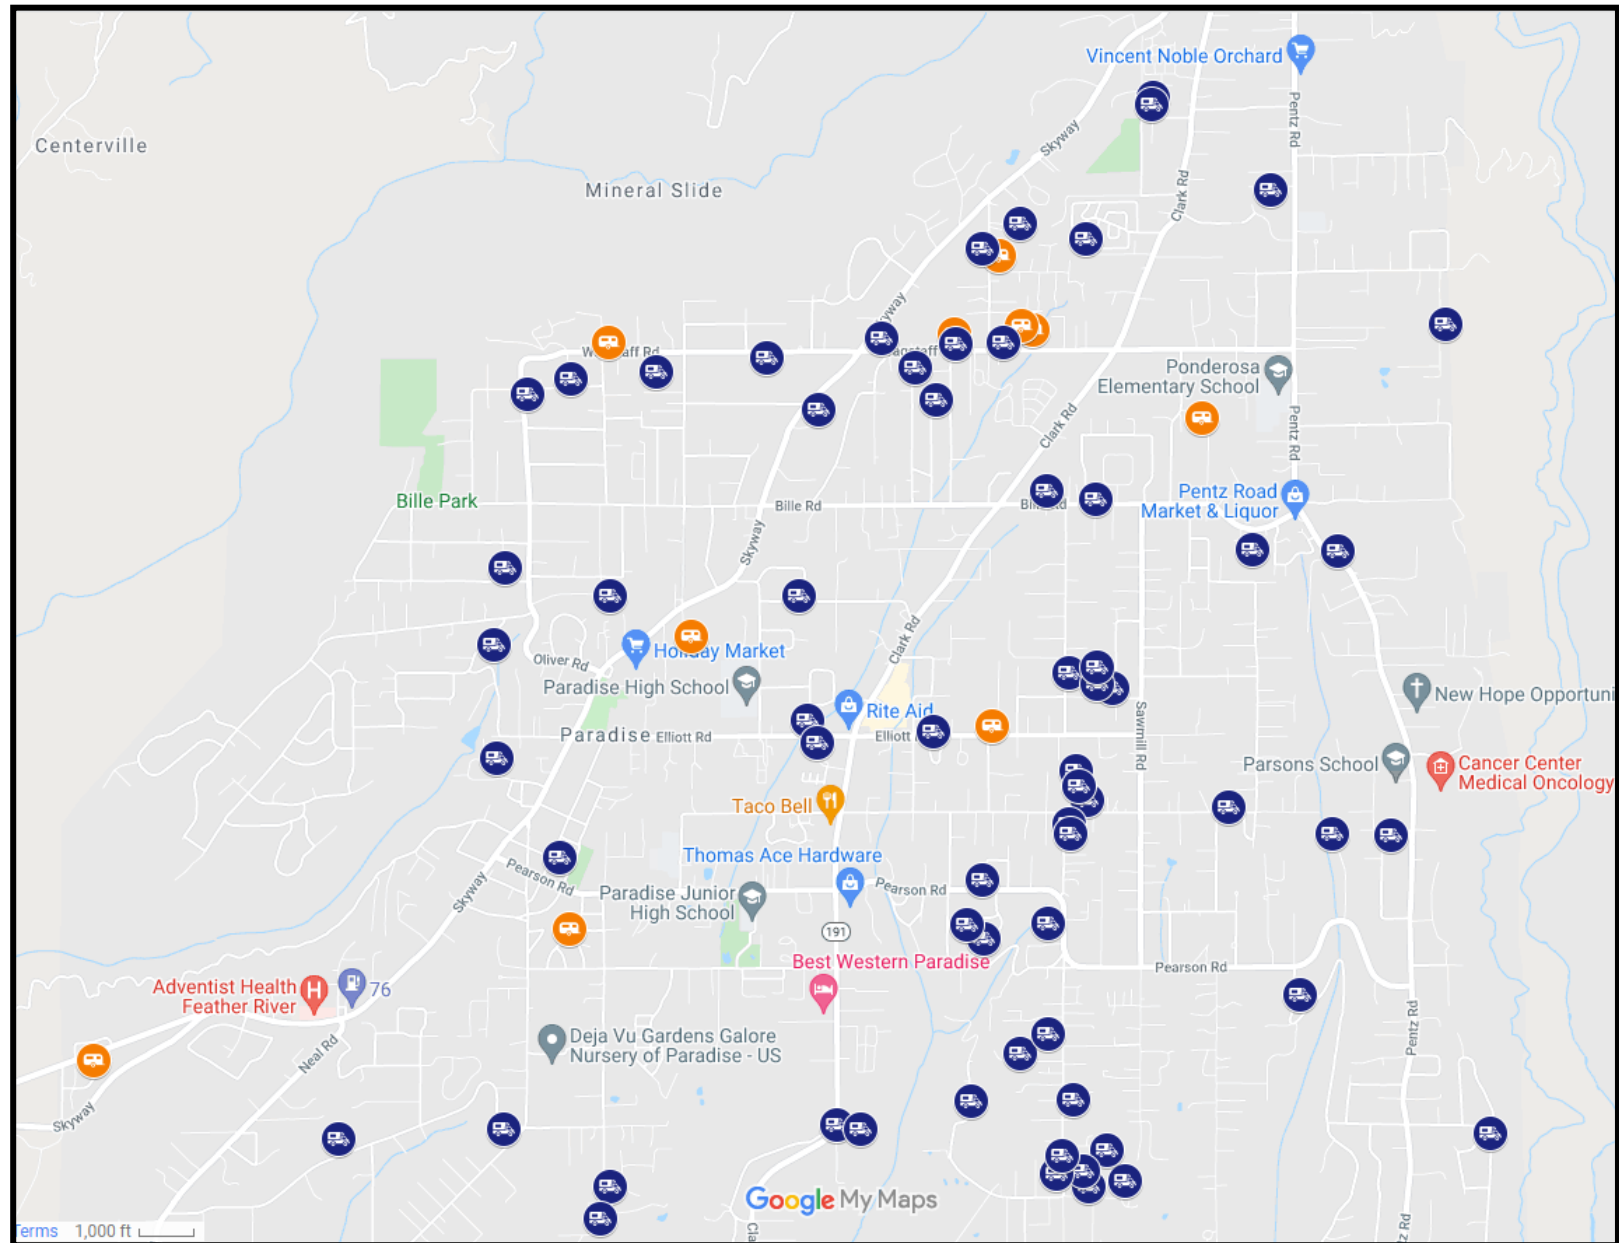 Vincent Noble Orchard
Pentz Rd
Skyway
Centerville
Mineral Slide
Clark Rd
Ponderosa
Elementary School
Clark Rd
Pentz Rd
Bille Park
Bille Rd
Pentz Road
Market & Liquor
Skyway
Clark Rd
Holiday Market
Oliver Rd
Paradise High School
New Hope Opportuni
Rite Aid
Sawmill Rd
Paradise
Elliott Rd
Elliott
Parsons School
Cancer Center
Medical Oncology
Taco Bell
Thomas Ace Hardware
Pearson Rd
Skyway
Paradise Junior
High School
Pearson Rd
191
Best Western Paradise
Pearson Rd
Adventist Health
Feather River
76
Neal Rd
Deja Vu Gardens Galore
Nursery of Paradise - US
Pentz Rd
Skyway
Google My Maps
Terms 1,000 ft
Cla
z Rd